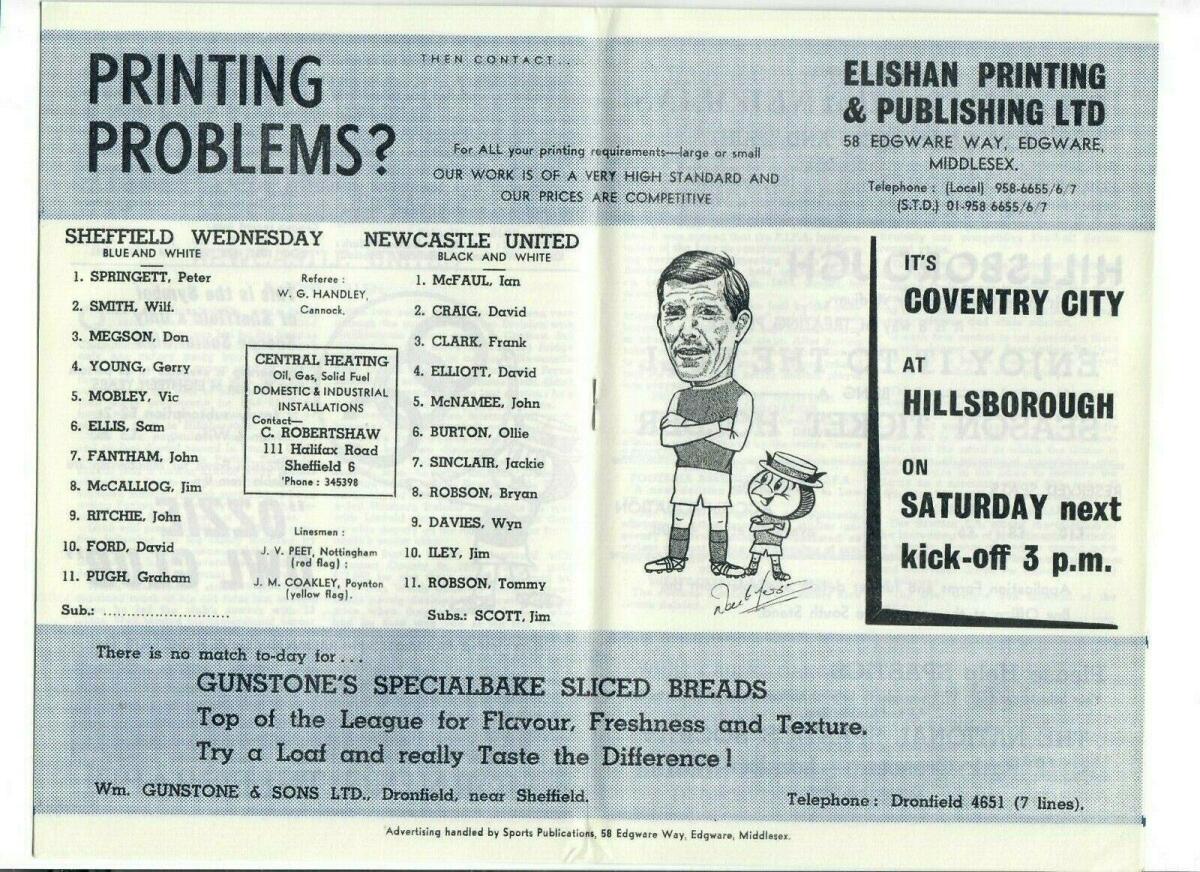 PRINTING
PROBLEMS?
THEN CONTACT...
For ALL your printing requirements—large or small
OUR WORK IS OF A VERY HIGH STANDARD AND
OUR PRICES ARE COMPETITIVE
ELISHAN PRINTING
& PUBLISHING LTD
58 EDGWARE WAY, EDGWARE,
MIDDLESEX.
Telephone : (Local) 958-6655/6/7
(S.T.D.) 01-958 6655/6/7
SHEFFIELD WEDNESDAY
BLUE AND WHITE
1. SPRINGETT, Peter
2. SMITH, Wilf.
3. MEGSON, Don
4. YOUNG, Gerry
5. MOBLEY, Vic
6. ELLIS, Sam
7. FANTHAM, John
8. McCALLIOG, Jim
9. RITCHIE, John
10. FORD, David
11. PUGH, Graham
Sub.: ..............................
Referee :
W. G. HANDLEY,
Cannock.
CENTRAL HEATING
Oil, Gas, Solid Fuel
DOMESTIC & INDUSTRIAL
INSTALLATIONS
Contact—
C. ROBERTSHAW
111 Halifax Road
Sheffield 6
'Phone : 345398
Linesmen :
J. V. PEET, Nottingham
(red flag) :
J. M. COAKLEY, Poynton
(yellow flag).
NEWCASTLE UNITED
BLACK AND WHITE
1. McFAUL, Ian
2. CRAIG, David
3. CLARK, Frank
4. ELLIOTT, David
5. McNAMEE, John
6. BURTON, Ollie
7. SINCLAIR, Jackie
8. ROBSON, Bryan
9. DAVIES, Wyn
10. ILEY, Jim
11. ROBSON, Tommy
Subs.: SCOTT, Jim
IT'S
COVENTRY CITY
AT
HILLSBOROUGH
ON
SATURDAY next
kick-off 3 p.m.
There is no match to-day for...
GUNSTONE'S SPECIALBAKE SLICED BREADS
Top of the League for Flavour, Freshness and Texture.
Try a Loaf and really Taste the Difference!
Wm. GUNSTONE & SONS LTD., Dronfield, near Sheffield.
Telephone : Dronfield 4651 (7 lines).
Advertising handled by Sports Publications, 58 Edgware Way, Edgware, Middlesex.